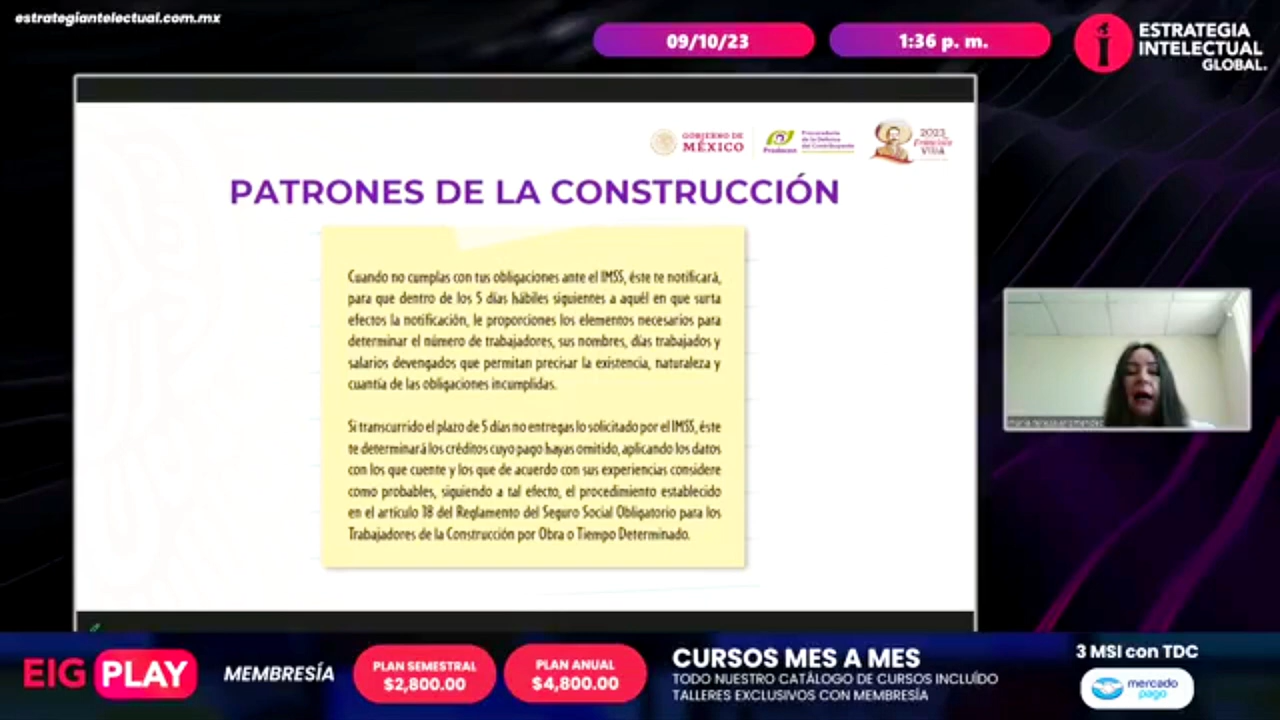 estrategiantelectual.com.mx
09/10/23
1:36 p. m.
ESTRATEGIA
INTELECTUAL
GLOBAL.
GOBIERNO DE
MÉXICO
Prodecon
Procuraduría
de la Defensa
del Contribuyente
2023
Francisco
VILLA
PATRONES DE LA CONSTRUCCIÓN
Cuando no cumplas con tus obligaciones ante el IMSS, éste te notificará,
para que dentro de los 5 días hábiles siguientes a aquél en que surta
efectos la notificación, le proporciones los elementos necesarios para
determinar el número de trabajadores, sus nombres, días trabajados y
salarios devengados que permitan precisar la existencia, naturaleza y
cuantía de las obligaciones incumplidas.
Si transcurrido el plazo de 5 días no entregas lo solicitado por el IMSS, éste
te determinará los créditos cuyo pago hayas omitido, aplicando los datos
con los que cuente y los que de acuerdo con sus experiencias considere
como probables, siguiendo a tal efecto, el procedimiento establecido
en el artículo 18 del Reglamento del Seguro Social Obligatorio para los
Trabajadores de la Construcción por Obra o Tiempo Determinado.
EIG PLAY
MEMBRESÍA
PLAN SEMESTRAL
$2,800.00
PLAN ANUAL
$4,800.00
CURSOS MES A MES
TODO NUESTRO CATÁLOGO DE CURSOS INCLUÍDO
TALLERES EXCLUSIVOS CON MEMBRESÍA
3 MSI con TDC
mercado
pago